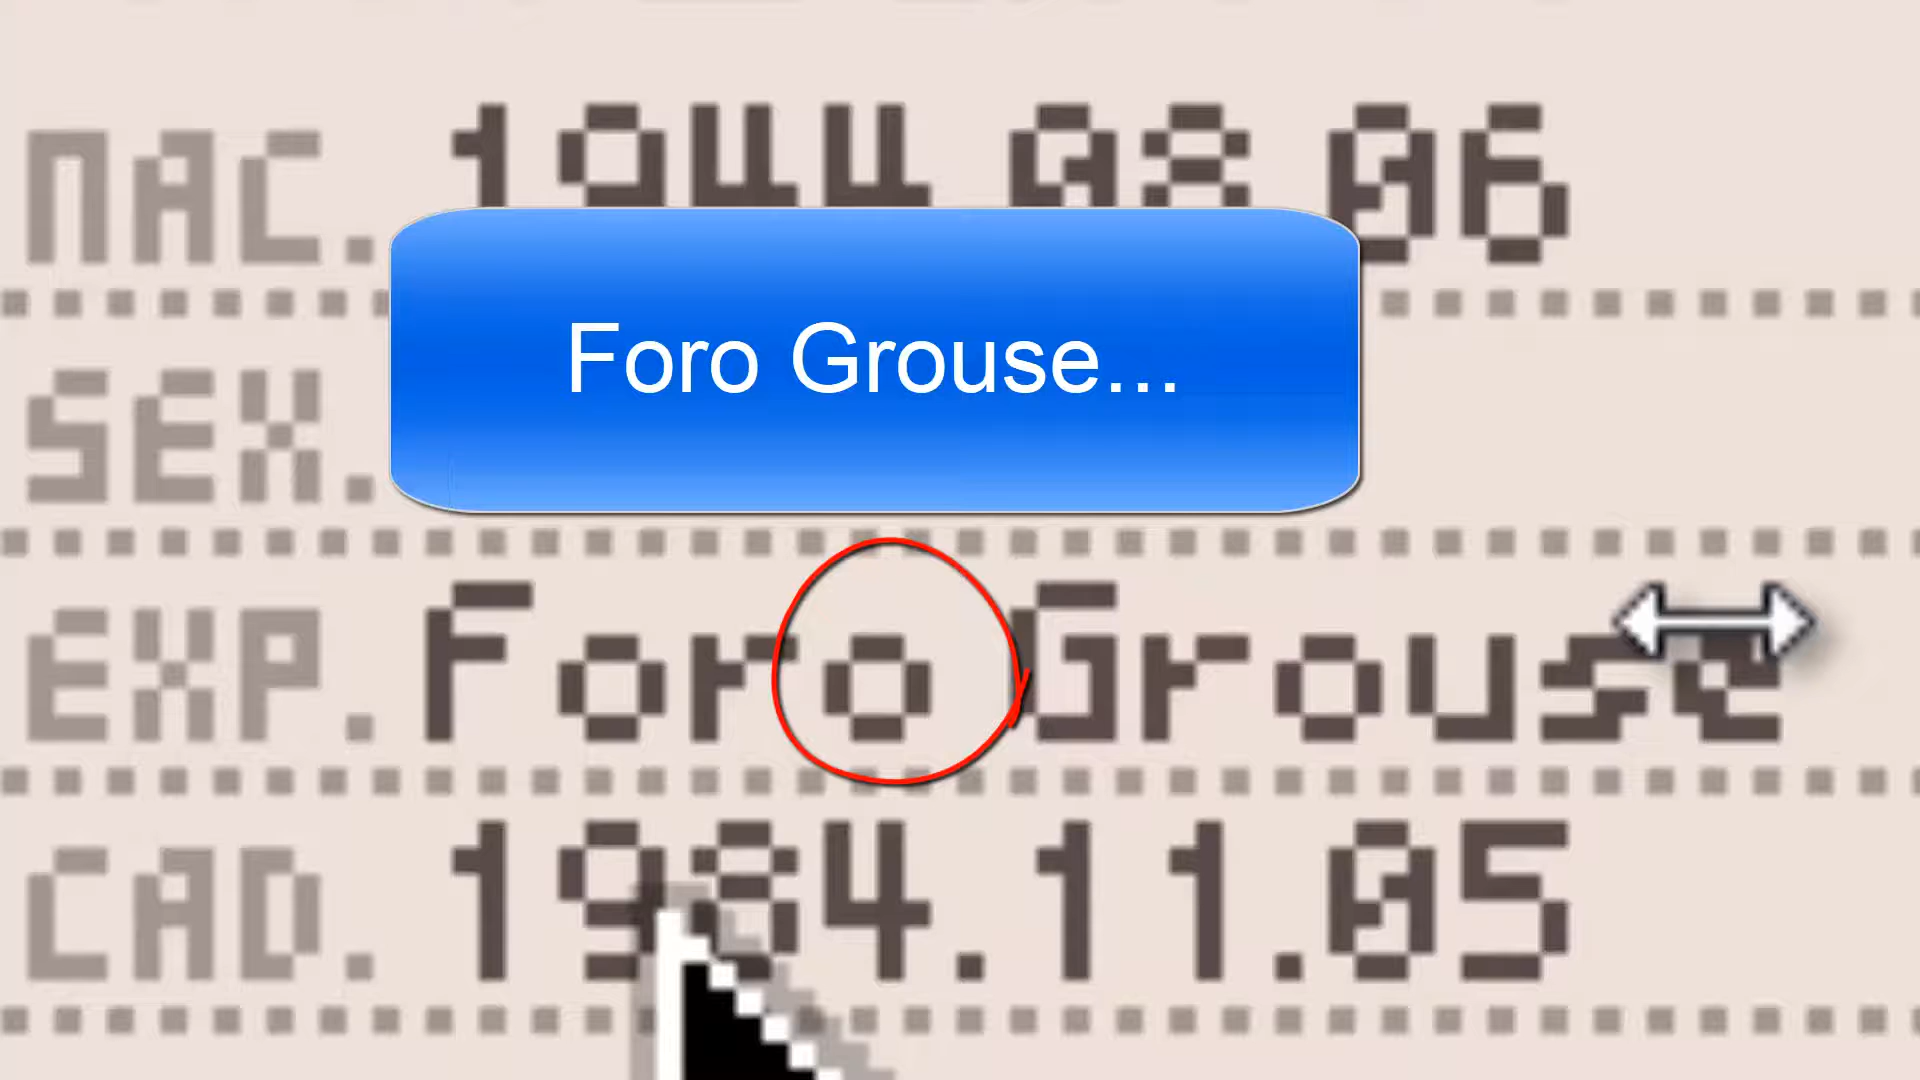 NAC. 1944.08.06
Foro Grouse...
SEX.
EXP. Foro Grouse
CAD. 1984.11.05